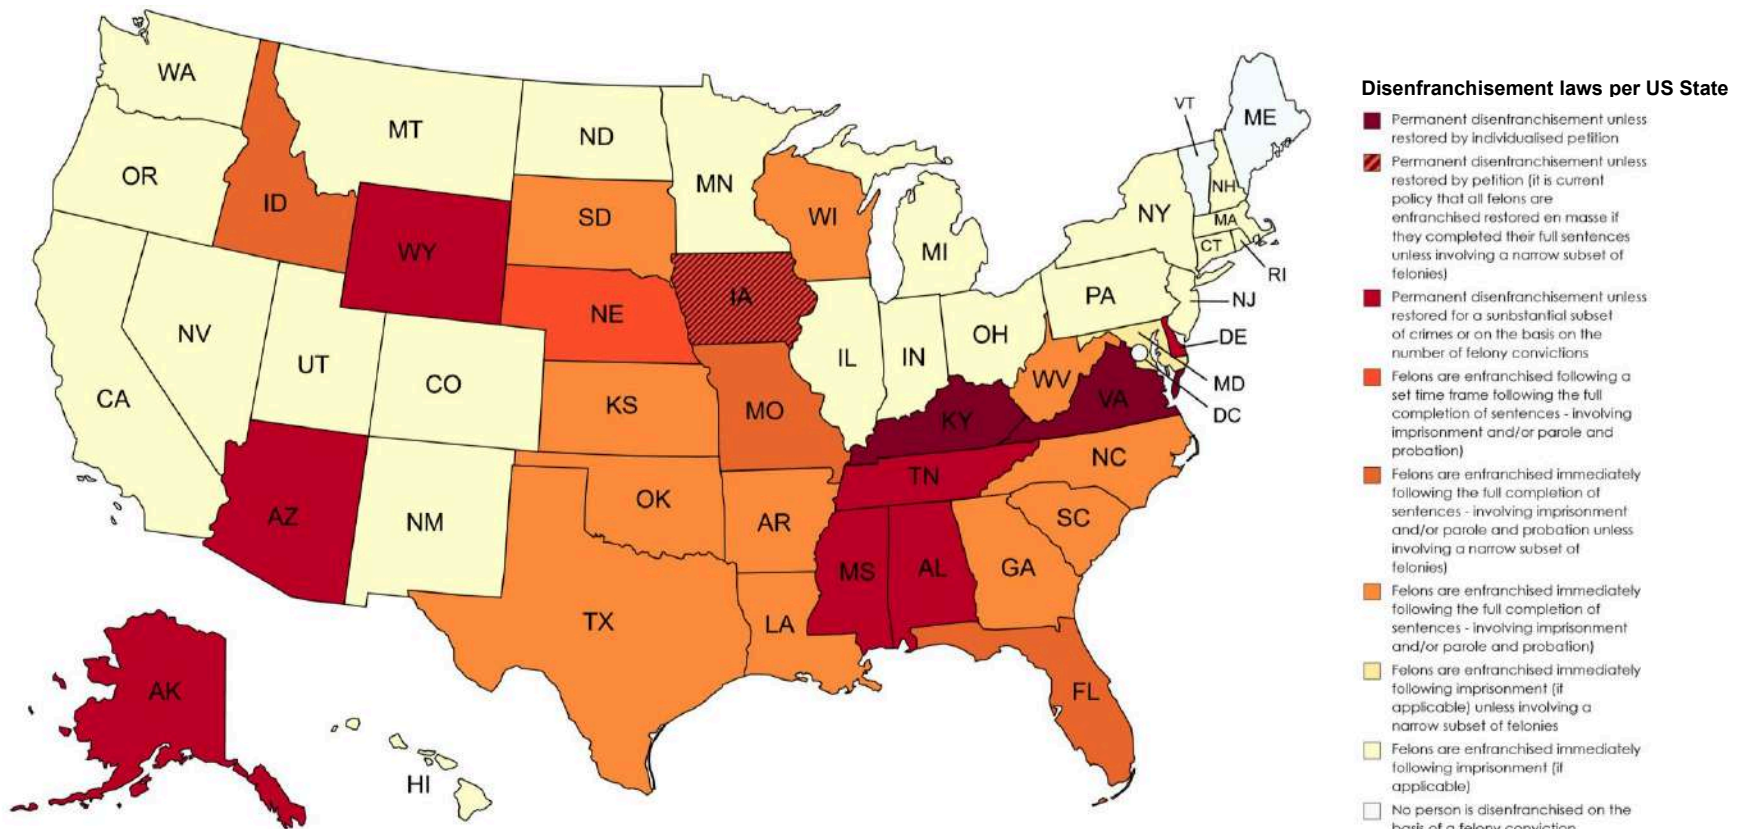 WA
MT
ND
MN
OR
ID
WY
SD
WI
MI
NY
VT
ME
NH
MA
CT
RI
NJ
PA
DE
MD
DC
NV
UT
CO
CA
NE
IA
IL
IN
OH
WV
VA
KS
MO
KY
AZ
NM
OK
AR
TN
NC
SC
TX
LA
MS
AL
GA
FL
AK
HI
Disenfranchisement laws per US State
Permanent disenfranchisement unless
restored by individualised petition
Permanent disenfranchisement unless
restored by petition (it is current
policy that all felons are
enfranchised restored en masse if
they completed their full sentences
unless involving a narrow subset of
felonies)
Permanent disenfranchisement unless
restored for a sunbstantial subset
of crimes or on the basis on the
number of felony convictions
Felons are enfranchised following a
set time frame following the full
completion of sentences - involving
imprisonment and/or parole and
probation)
Felons are enfranchised immediately
following the full completion of
sentences - involving imprisonment
and/or parole and probation unless
involving a narrow subset of
felonies)
Felons are enfranchised immediately
following the full completion of
sentences - involving imprisonment
and/or parole and probation)
Felons are enfranchised immediately
following imprisonment (if
applicable) unless involving a
narrow subset of felonies
Felons are enfranchised immediately
following imprisonment (if
applicable)
No person is disenfranchised on the
basis of a felony conviction